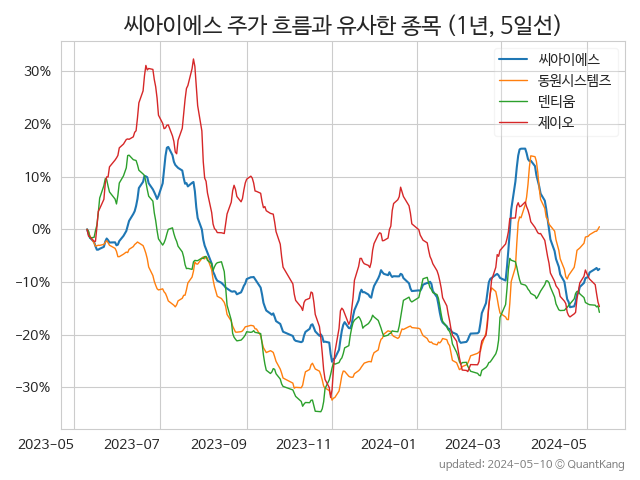 씨아이에스 주가 흐름과 유사한 종목 (1년, 5일선)
씨아이에스
동원시스템즈
덴티움
제이오
30%
20%
10%
0%
−10%
−20%
−30%
2023-05 2023-07 2023-09 2023-11 2024-01 2024-03 2024-05
updated: 2024-05-10 © QuantKang